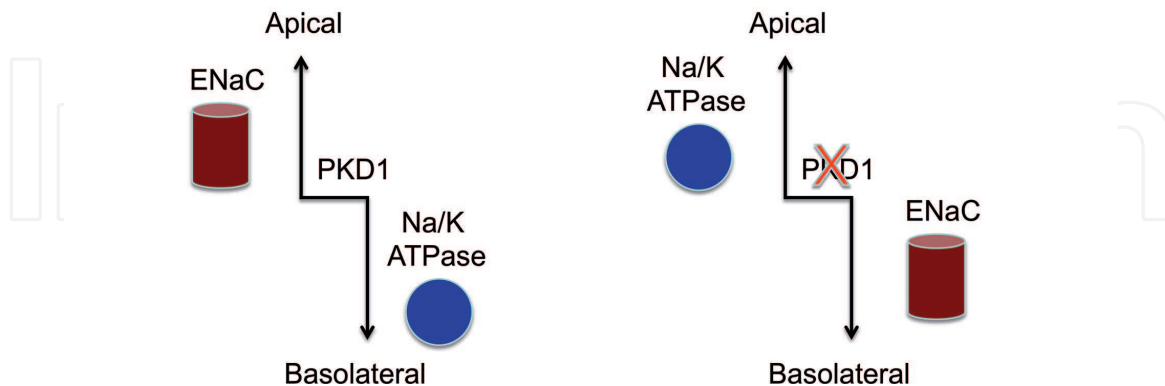 Apical
ENaC
PKD1
Na/K
ATPase
Basolateral
Apical
Na/K
ATPase
PKD1
ENaC
Basolateral